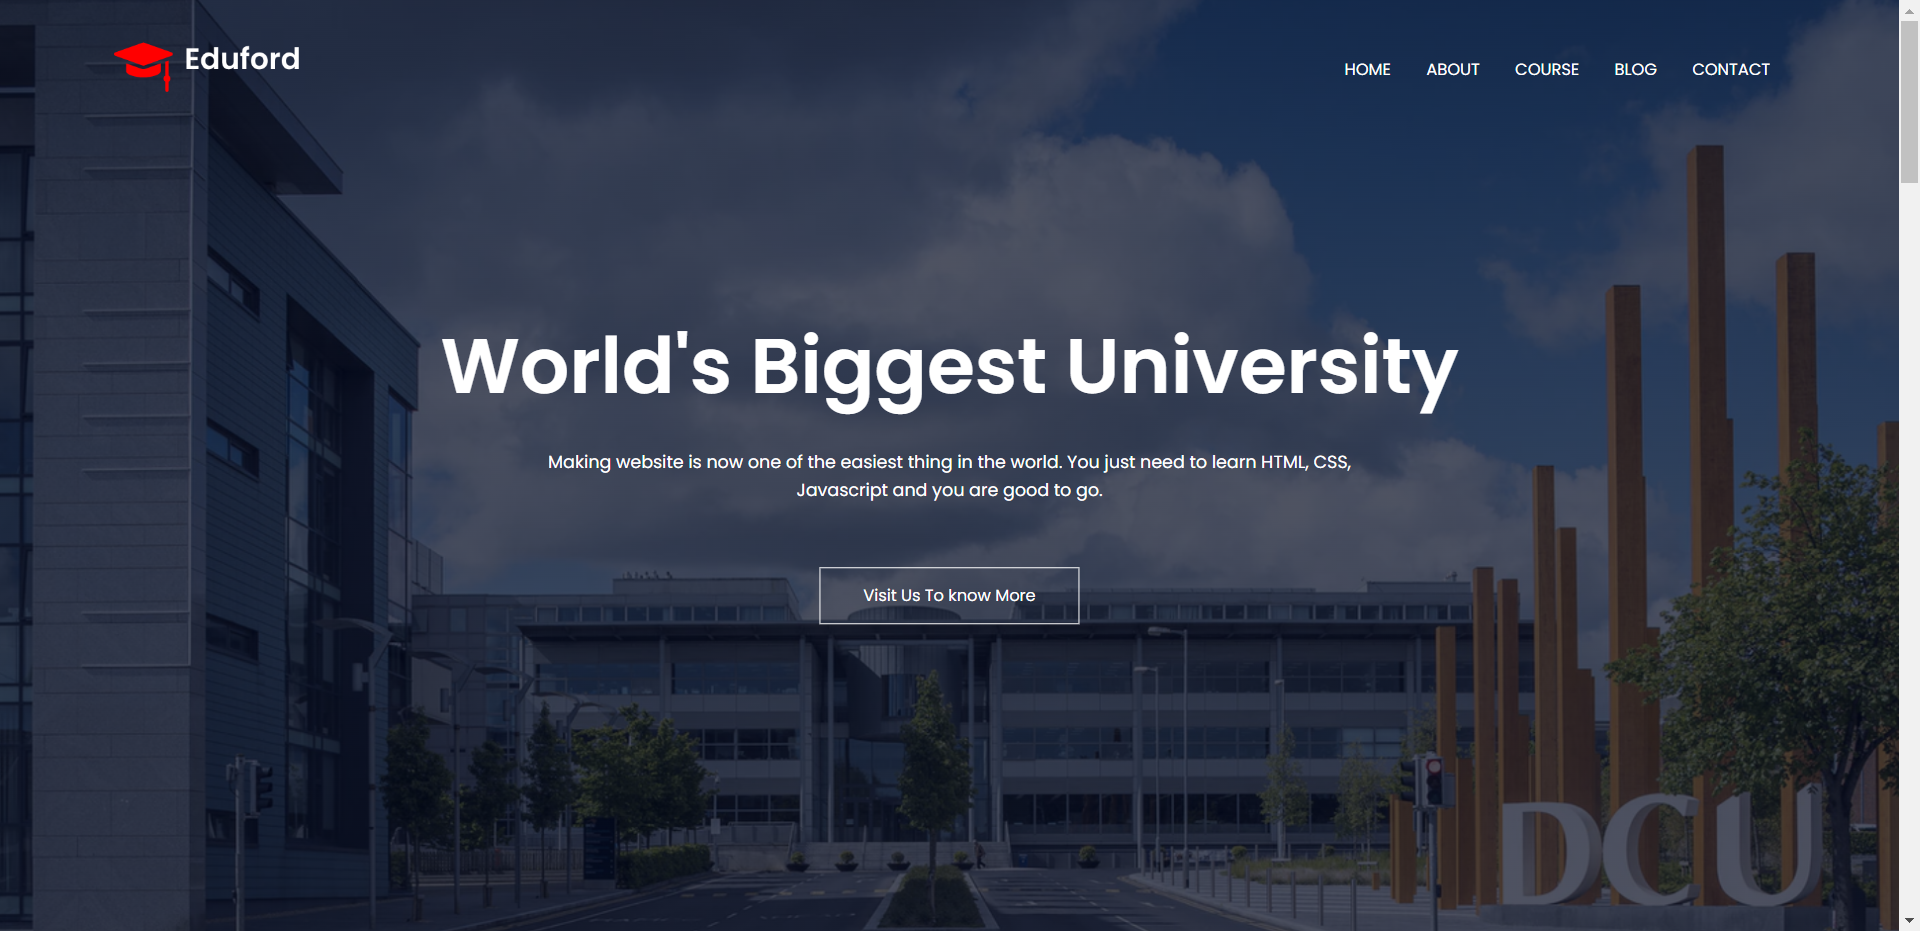 Eduford
HOME ABOUT COURSE BLOG CONTACT
World's Biggest University
Making website is now one of the easiest thing in the world. You just need to learn HTML, CSS,
Javascript and you are good to go.
Visit Us To know More
DCU